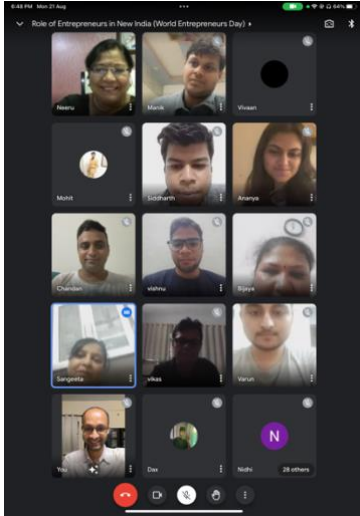 6:43 PM Mon 21 Aug
64%
Role of Entrepreneurs in New India (World Entrepreneurs Day)
Neeru
Manik
Vivaan
Mohit
Siddharth
Ananya
Chandan
vishnu
Bijaya
Sangeeta
vikas
Varun
You
Dax
N
Nidhi
28 others